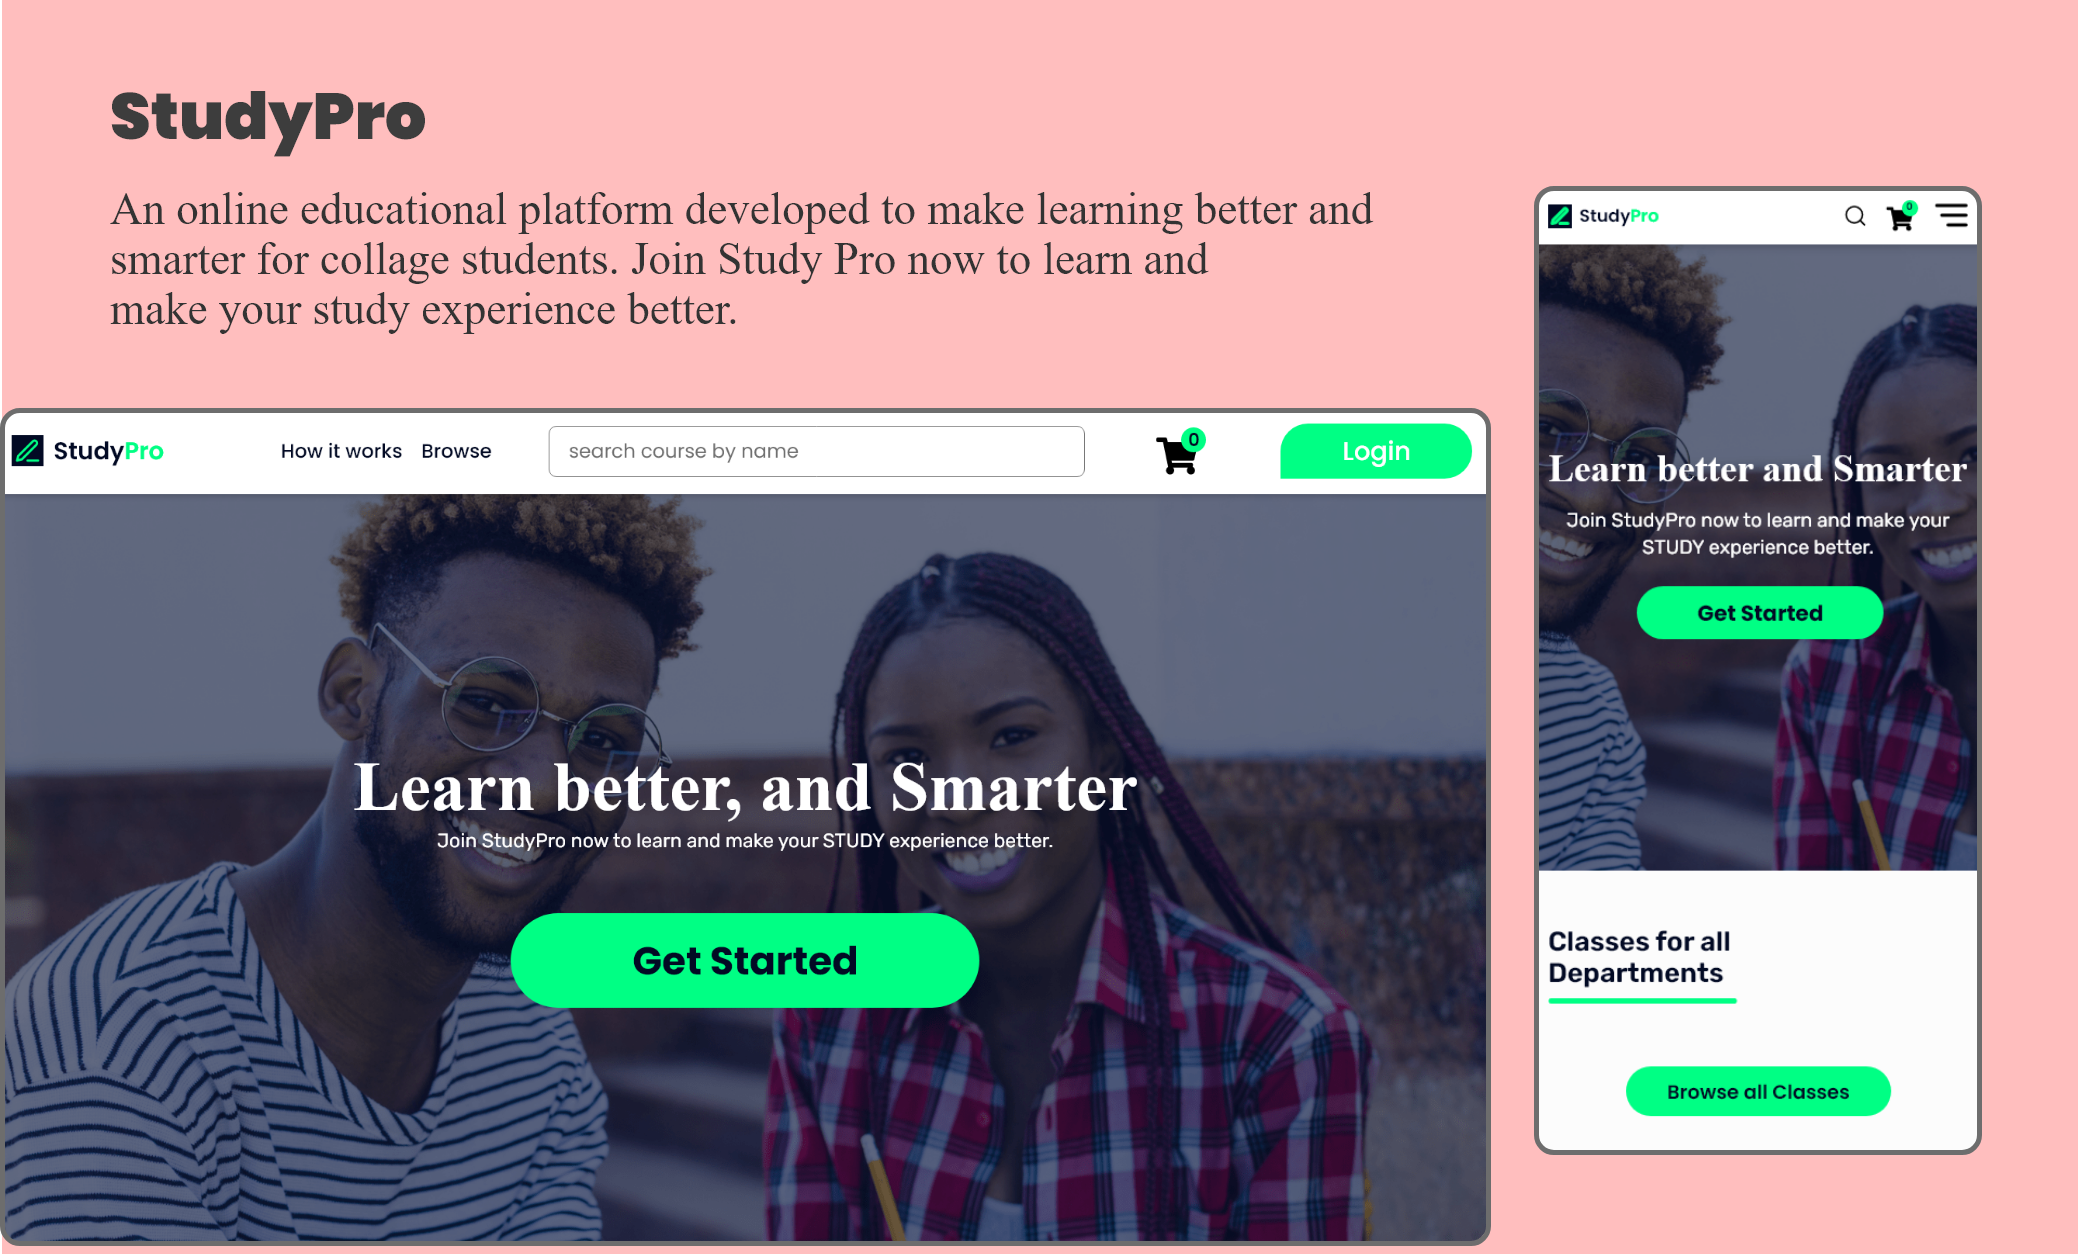 StudyPro
An online educational platform developed to make learning better and
smarter for collage students. Join Study Pro now to learn and
make your study experience better.
StudyPro How it works Browse search course by name 0 Login
Learn better, and Smarter
Join StudyPro now to learn and make your STUDY experience better.
Get Started
StudyPro 0
Learn better and Smarter
Join StudyPro now to learn and make your
STUDY experience better.
Get Started
Classes for all
Departments
Browse all Classes